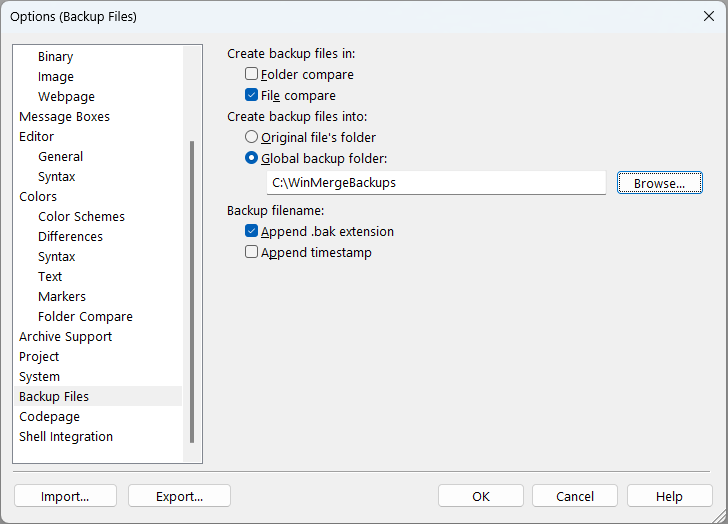 Options (Backup Files)
Binary
Image
Webpage
Message Boxes
Editor
General
Syntax
Colors
Color Schemes
Differences
Syntax
Text
Markers
Folder Compare
Archive Support
Project
System
Backup Files
Codepage
Shell Integration
Create backup files in:
Folder compare
File compare
Create backup files into:
Original file's folder
Global backup folder:
C:\WinMergeBackups
Browse...
Backup filename:
Append .bak extension
Append timestamp
Import...
Export...
OK
Cancel
Help